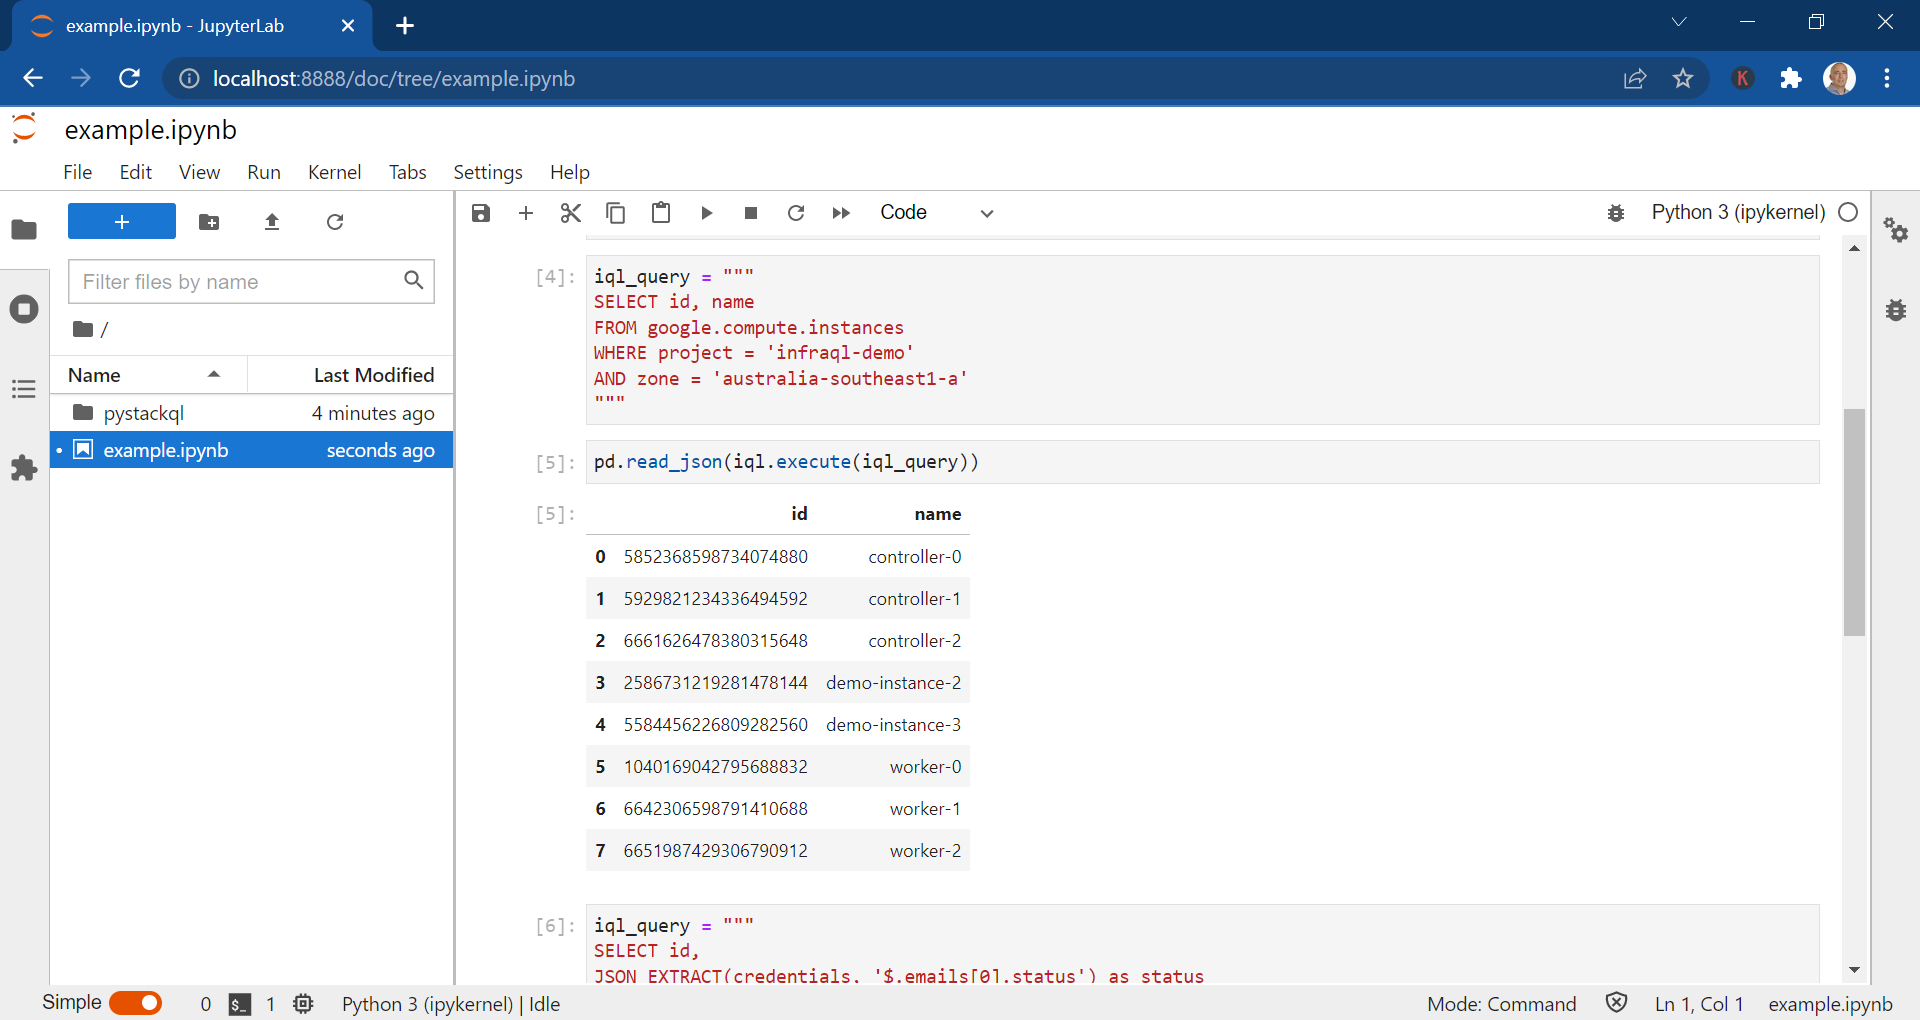 example.ipynb - JupyterLab
localhost:8888/doc/tree/example.ipynb
K
example.ipynb
File Edit View Run Kernel Tabs Settings Help
Code
Python 3 (ipykernel)
Filter files by name
/
Name Last Modified
pystackql 4 minutes ago
example.ipynb seconds ago
[4]: iql_query = """
SELECT id, name
FROM google.compute.instances
WHERE project = 'infraql-demo'
AND zone = 'australia-southeast1-a'
"""
[5]: pd.read_json(iql.execute(iql_query))
[5]: id name
0 5852368598734074880 controller-0
1 5929821234336494592 controller-1
2 6661626478380315648 controller-2
3 2586731219281478144 demo-instance-2
4 5584456226809282560 demo-instance-3
5 1040169042795688832 worker-0
6 6642306598791410688 worker-1
7 6651987429306790912 worker-2
[6]: iql_query = """
SELECT id,
JSON_EXTRACT(credentials, '$.emails[0].status') as status
Simple 0 $_ 1 Python 3 (ipykernel) | Idle Mode: Command Ln 1, Col 1 example.ipynb